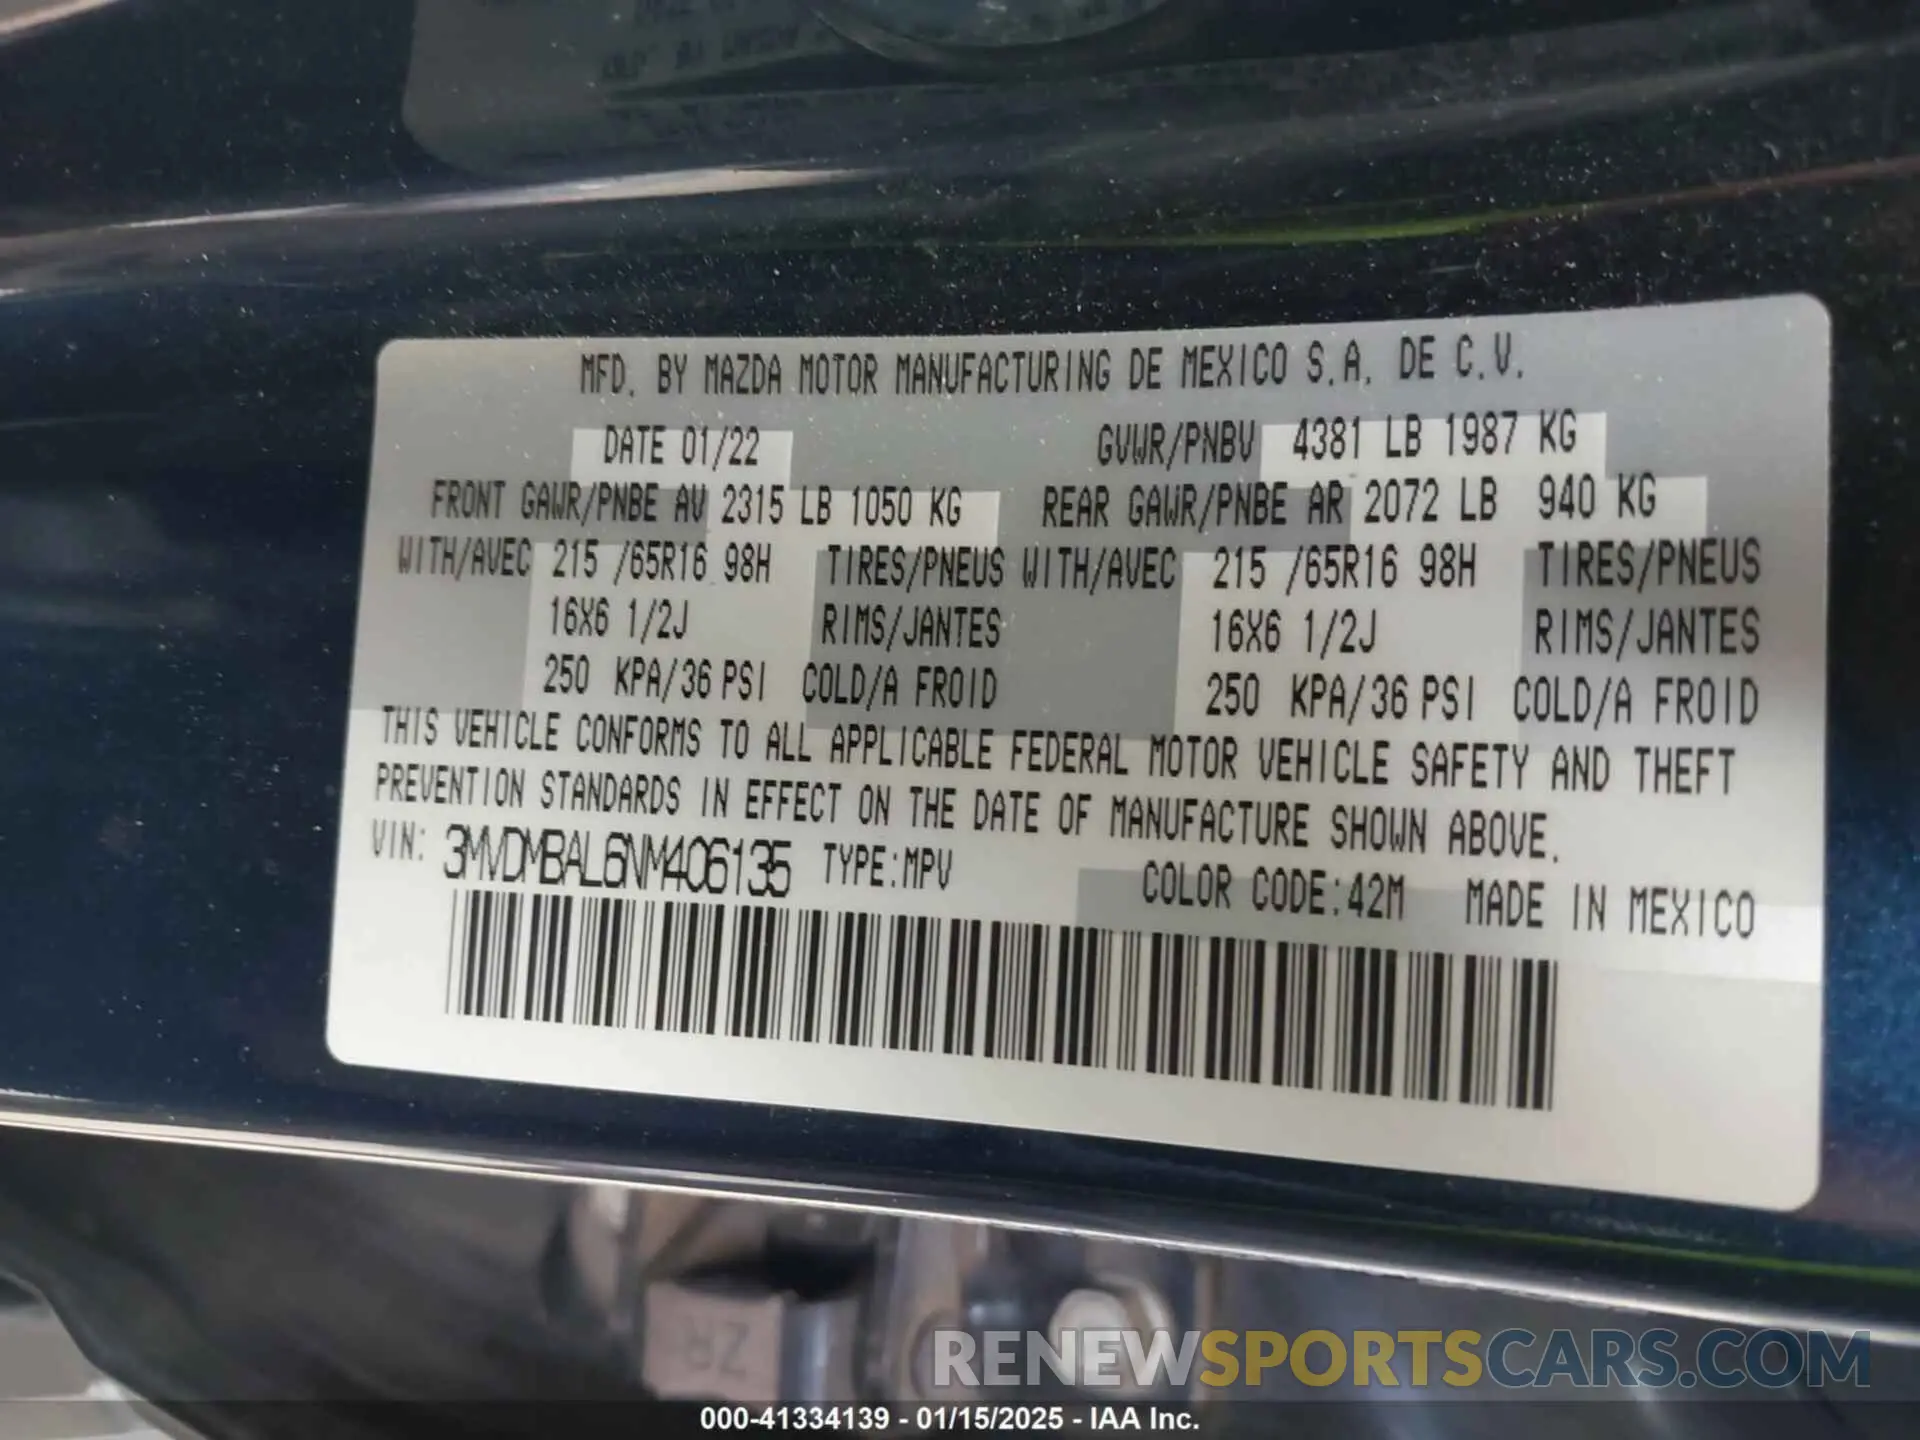 MFD. BY MAZDA MOTOR MANUFACTURING DE MEXICO S.A. DE C.V.
DATE 01/22 GVWR/PNBV 4381 LB 1987 KG
FRONT GAWR/PNBE AV 2315 LB 1050 KG REAR GAWR/PNBE AR 2072 LB 940 KG
WITH/AVEC 215 /65R16 98H TIRES/PNEUS WITH/AVEC 215 /65R16 98H TIRES/PNEUS
16X6 1/2J RIMS/JANTES 16X6 1/2J RIMS/JANTES
250 KPA/36 PSI COLD/A FROID 250 KPA/36 PSI COLD/A FROID
THIS VEHICLE CONFORMS TO ALL APPLICABLE FEDERAL MOTOR VEHICLE SAFETY AND THEFT
PREVENTION STANDARDS IN EFFECT ON THE DATE OF MANUFACTURE SHOWN ABOVE.
VIN: 3MVDMBAL6NM406135 TYPE:MPV COLOR CODE:42M MADE IN MEXICO
RENEWSPORTSCARS.COM
000-41334139 - 01/15/2025 - IAA Inc.